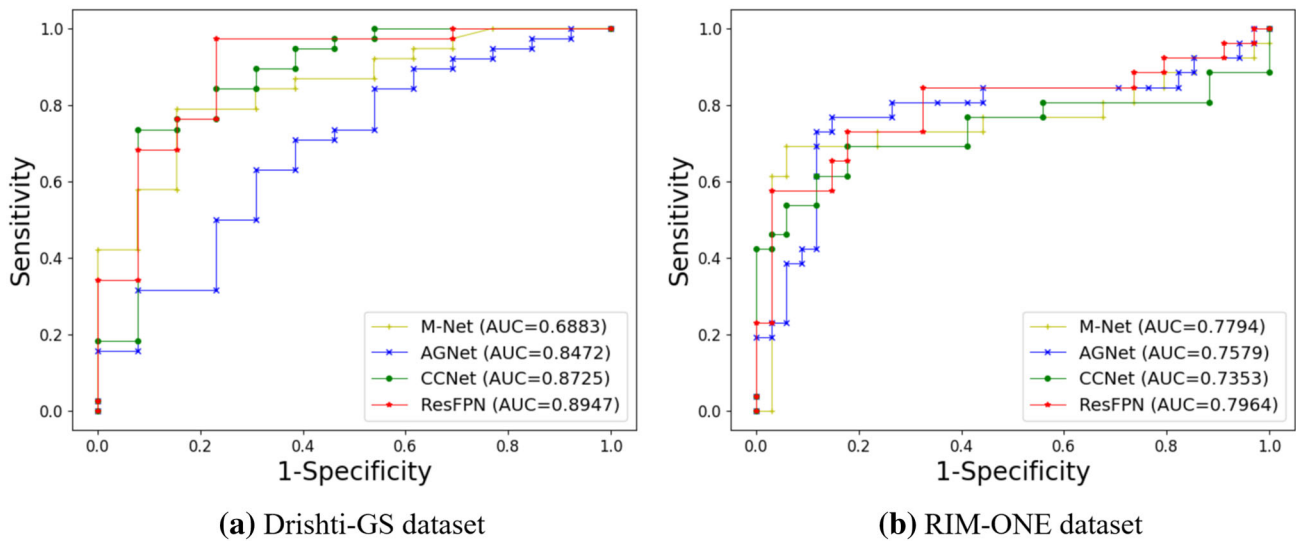 1.0
0.8
0.6
0.4
0.2
0.0
Sensitivity
M-Net (AUC=0.6883)
AGNet (AUC=0.8472)
CCNet (AUC=0.8725)
ResFPN (AUC=0.8947)
0.0 0.2 0.4 0.6 0.8 1.0
1-Specificity
(a) Drishti-GS dataset
1.0
0.8
0.6
0.4
0.2
0.0
Sensitivity
M-Net (AUC=0.7794)
AGNet (AUC=0.7579)
CCNet (AUC=0.7353)
ResFPN (AUC=0.7964)
0.0 0.2 0.4 0.6 0.8 1.0
1-Specificity
(b) RIM-ONE dataset